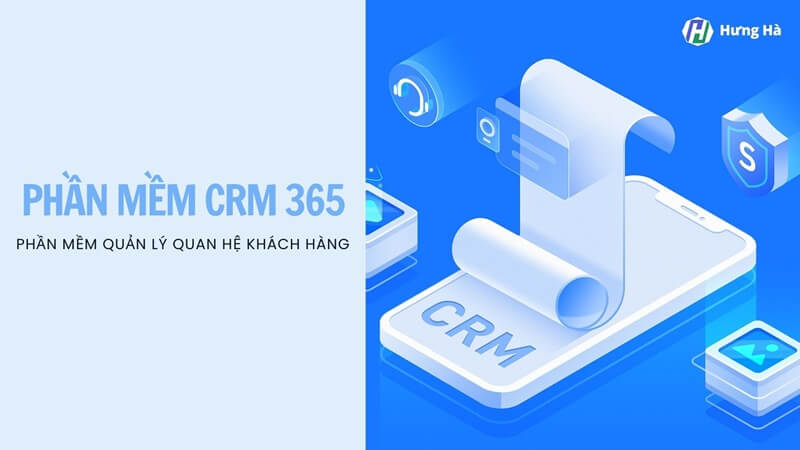 Hưng Hà
PHẦN MỀM CRM 365
PHẦN MỀM QUẢN LÝ QUAN HỆ KHÁCH HÀNG
S
CRM